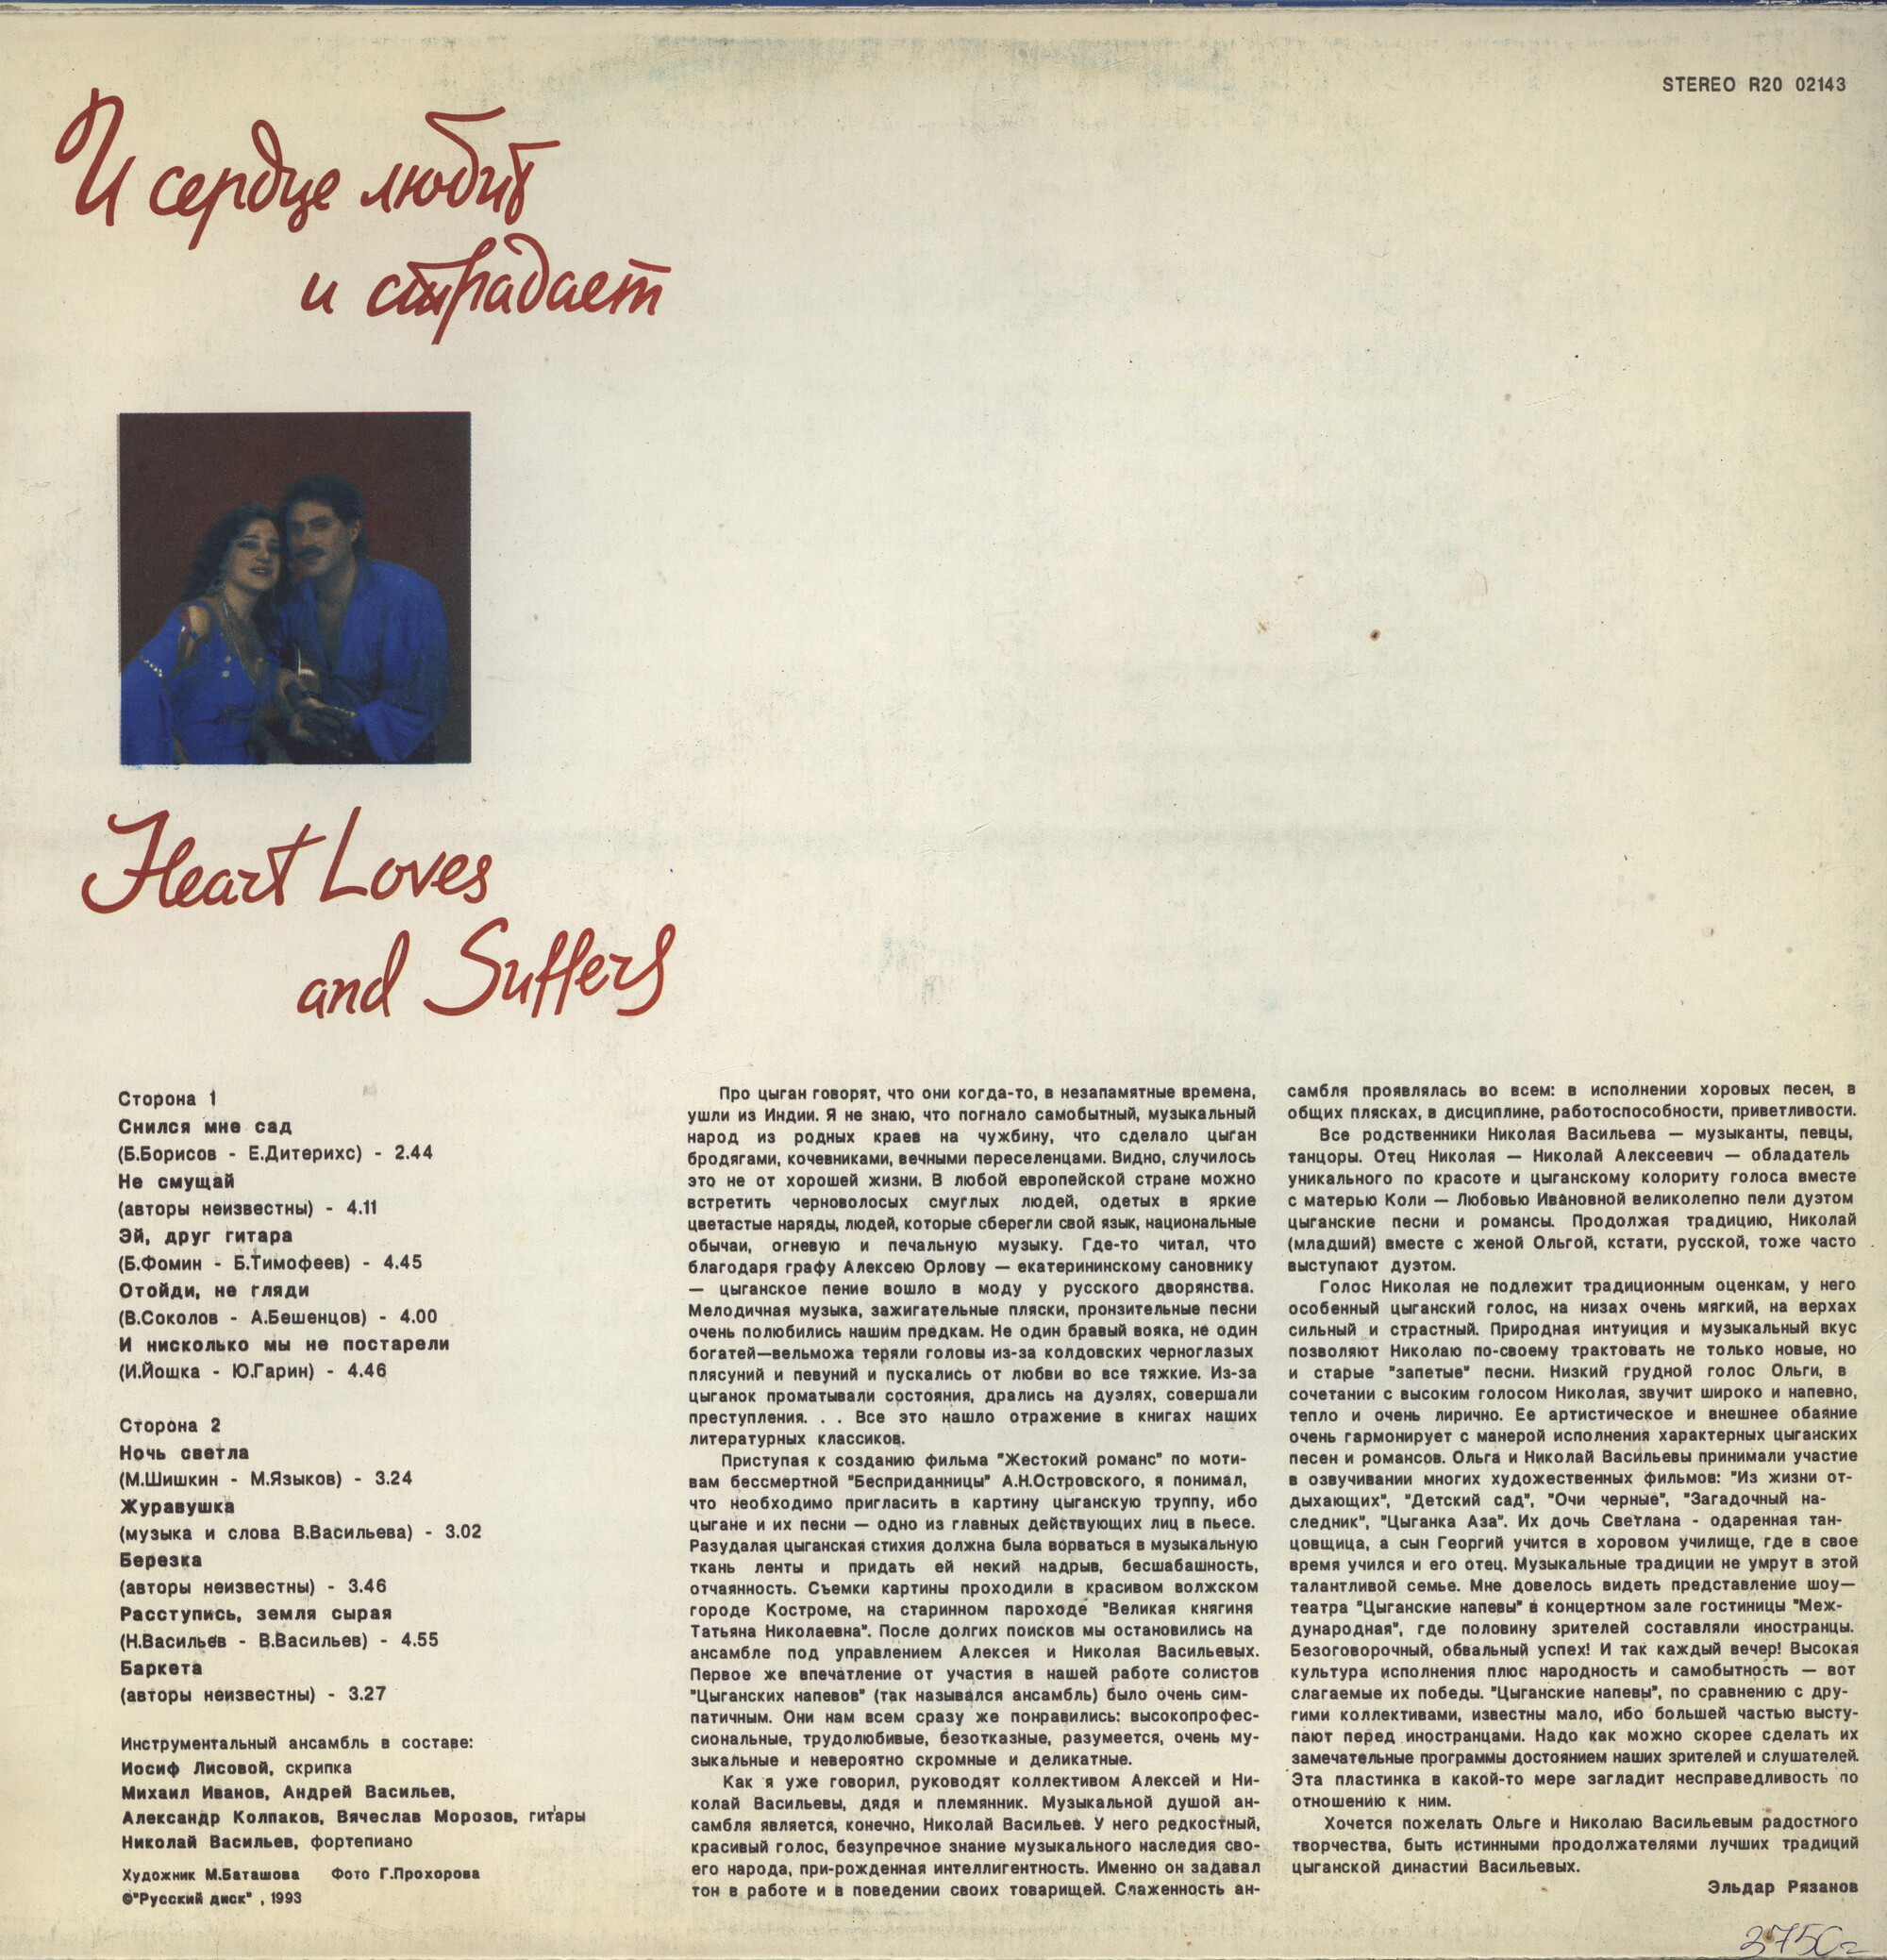 STEREO R20 02143
И сердце любит
и страдает
Heart Loves
and Suffers
Сторона 1
Снился мне сад
(Б.Борисов - Е.Дитерихс) - 2.44
Не смущай
(авторы неизвестны) - 4.11
Эй, друг гитара
(Б.Фомин - Б.Тимофеев) - 4.45
Отойди, не гляди
(В.Соколов - А.Бешенцов) - 4.00
И нисколько мы не постарели
(И.Йошка - Ю.Гарин) - 4.46
Сторона 2
Ночь светла
(М.Шишкин - М.Языков) - 3.24
Журавушка
(музыка и слова В.Васильева) - 3.02
Березка
(авторы неизвестны) - 3.46
Расступись, земля сырая
(Н.Васильев - В.Васильев) - 4.55
Баркета
(авторы неизвестны) - 3.27
Инструментальный ансамбль в составе:
Иосиф Лисовой, скрипка
Михаил Иванов, Андрей Васильев,
Александр Колпаков, Вячеслав Морозов, гитары
Николай Васильев, фортепиано
Художник М.Баташова Фото Г.Прохорова
©"Русский диск" , 1993
Про цыган говорят, что они когда-то, в незапамятные времена,
ушли из Индии. Я не знаю, что погнало самобытный, музыкальный
народ из родных краев на чужбину, что сделало цыган
бродягами, кочевниками, вечными переселенцами. Видно, случилось
это не от хорошей жизни. В любой европейской стране можно
встретить черноволосых смуглых людей, одетых в яркие
цветастые наряды, людей, которые сберегли свой язык, национальные
обычаи, огневую и печальную музыку. Где-то читал, что
благодаря графу Алексею Орлову — екатерининскому сановнику
— цыганское пение вошло в моду у русского дворянства.
Мелодичная музыка, зажигательные пляски, пронзительные песни
очень полюбились нашим предкам. Не один бравый вояка, не один
богатей—вельможа теряли головы из-за колдовских черноглазых
плясуний и певуний и пускались от любви во все тяжкие. Из-за
цыганок проматывали состояния, дрались на дуэлях, совершали
преступления. . . Все это нашло отражение в книгах наших
литературных классиков.
Приступая к созданию фильма "Жестокий романс" по моти-
вам бессмертной "Бесприданницы" А.Н.Островского, я понимал,
что необходимо пригласить в картину цыганскую труппу, ибо
цыгане и их песни — одно из главных действующих лиц в пьесе.
Разудалая цыганская стихия должна была ворваться в музыкальную
ткань ленты и придать ей некий надрыв, бесшабашность,
отчаянность. Съемки картины проходили в красивом волжском
городе Костроме, на старинном пароходе "Великая княгиня
Татьяна Николаевна". После долгих поисков мы остановились на
ансамбле под управлением Алексея и Николая Васильевых.
Первое же впечатление от участия в нашей работе солистов
"Цыганских напевов" (так назывался ансамбль) было очень сим-
патичным. Они нам всем сразу же понравились: высокопрофес-
сиональные, трудолюбивые, безотказные, разумеется, очень му-
зыкальные и невероятно скромные и деликатные.
Как я уже говорил, руководят коллективом Алексей и Ни-
колай Васильевы, дядя и племянник. Музыкальной душой ан-
самбля является, конечно, Николай Васильев. У него редкостный,
красивый голос, безупречное знание музыкального наследия сво-
его народа, при-рожденная интеллигентность. Именно он задавал
тон в работе и в поведении своих товарищей. Слаженность ан-
самбля проявлялась во всем: в исполнении хоровых песен, в
общих плясках, в дисциплине, работоспособности, приветливости.
Все родственники Николая Васильева — музыканты, певцы,
танцоры. Отец Николая — Николай Алексеевич — обладатель
уникального по красоте и цыганскому колориту голоса вместе
с матерью Коли — Любовью Ивановной великолепно пели дуэтом
цыганские песни и романсы. Продолжая традицию, Николай
(младший) вместе с женой Ольгой, кстати, русской, тоже часто
выступают дуэтом.
Голос Николая не подлежит традиционным оценкам, у него
особенный цыганский голос, на низах очень мягкий, на верхах
сильный и страстный. Природная интуиция и музыкальный вкус
позволяют Николаю по-своему трактовать не только новые, но
и старые "запетые" песни. Низкий грудной голос Ольги, в
сочетании с высоким голосом Николая, звучит широко и напевно,
тепло и очень лирично. Ее артистическое и внешнее обаяние
очень гармонирует с манерой исполнения характерных цыганских
песен и романсов. Ольга и Николай Васильевы принимали участие
в озвучивании многих художественных фильмов: "Из жизни от-
дыхающих", "Детский сад", "Очи черные", "Загадочный на-
следник", "Цыганка Аза". Их дочь Светлана - одаренная тан-
цовщица, а сын Георгий учится в хоровом училище, где в свое
время учился и его отец. Музыкальные традиции не умрут в этой
талантливой семье. Мне довелось видеть представление шоу—
театра "Цыганские напевы" в концертном зале гостиницы "Меж-
дународная", где половину зрителей составляли иностранцы.
Безоговорочный, обвальный успех! И так каждый вечер! Высокая
культура исполнения плюс народность и самобытность — вот
слагаемые их победы. "Цыганские напевы", по сравнению с дру-
гими коллективами, известны мало, ибо большей частью высту-
пают перед иностранцами. Надо как можно скорее сделать их
замечательные программы достоянием наших зрителей и слушателей.
Эта пластинка в какой-то мере загладит несправедливость по
отношению к ним.
Хочется пожелать Ольге и Николаю Васильевым радостного
творчества, быть истинными продолжателями лучших традиций
цыганской династии Васильевых.
Эльдар Рязанов
3750=